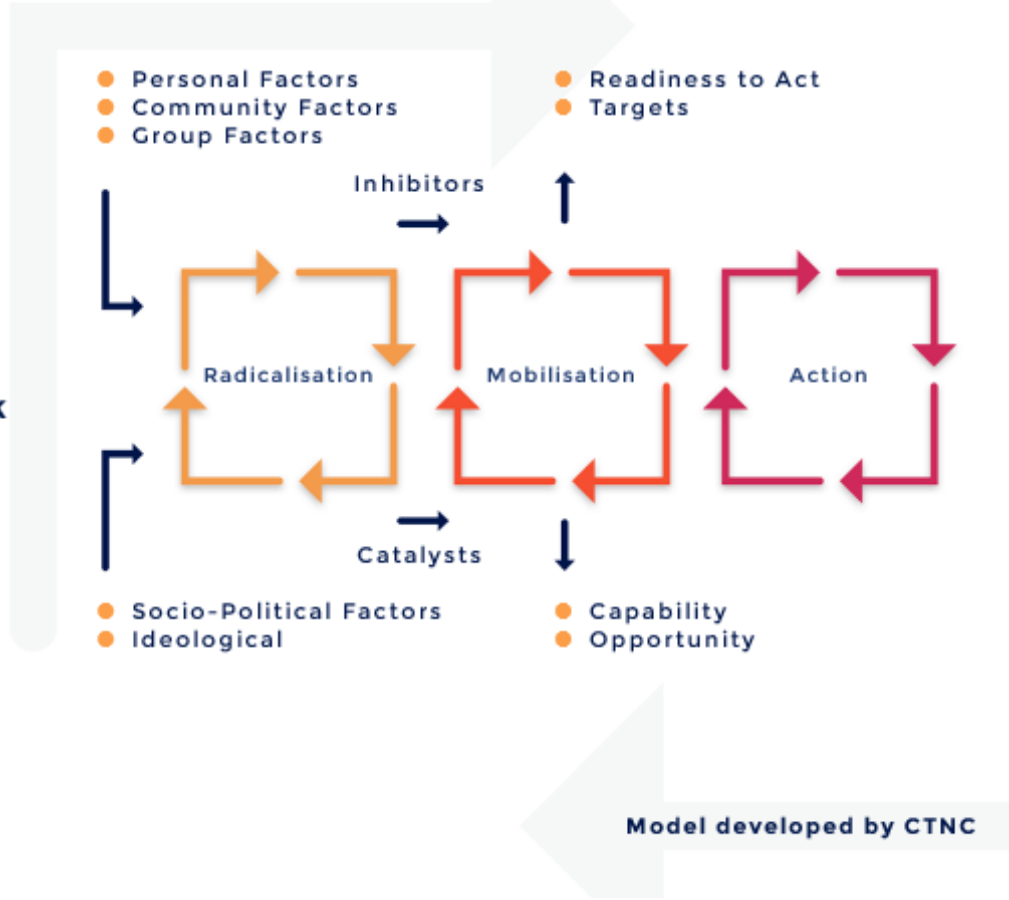 Personal Factors
Community Factors
Group Factors
Readiness to Act
Targets
Inhibitors
Radicalisation
Mobilisation
Action
Catalysts
Socio-Political Factors
Ideological
Capability
Opportunity
Model developed by CTNC